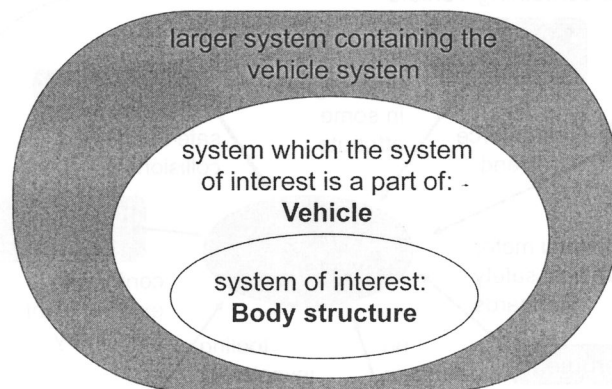 larger system containing the
vehicle system
system which the system
of interest is a part of:
Vehicle
system of interest:
Body structure